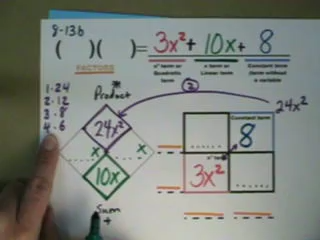 8-13.b
( )( ) = 3x² + 10x + 8
FACTORS
x² term or
Quadratic
term
x term or
Linear term
Constant term
(term without
a variable
1·24
2·12
3·8
4·6
Product
*
2
24x²
24x²
x
x
10x
Sum
+
Constant term
8
x² term
3x²